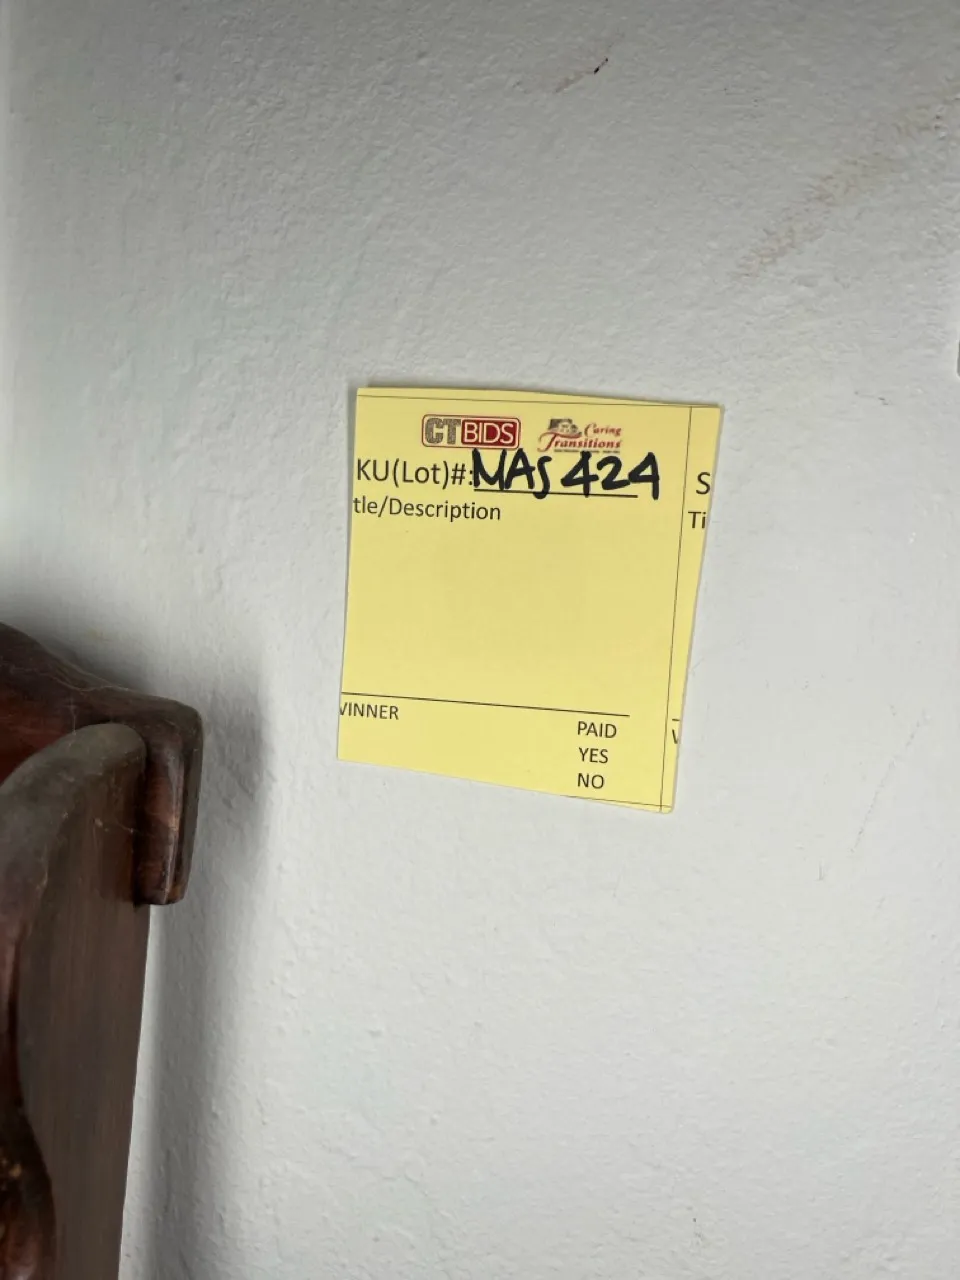 CTBIDS Caring Transitions
KU(Lot)#: MAS 424
tle/Description
VINNER
PAID
YES
NO
S
Ti